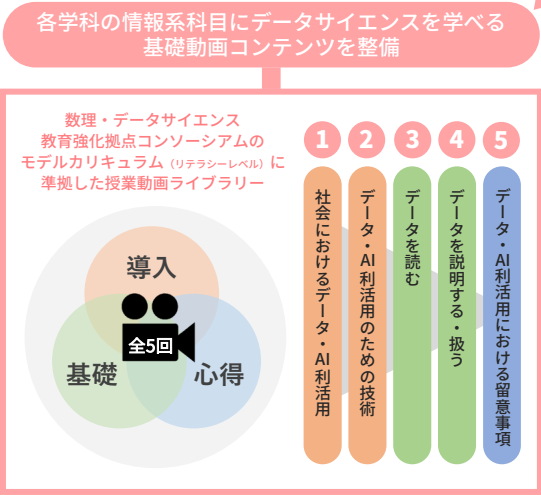 各学科の情報系科目にデータサイエンスを学べる
基礎動画コンテンツを整備
数理・データサイエンス
教育強化拠点コンソーシアムの
モデルカリキュラム（リテラシーレベル）に
準拠した授業動画ライブラリー
導入
全5回
基礎
心得
1
社会におけるデータ・AI利活用
2
データ・AI利活用のための技術
3
データを読む
4
データを説明する・扱う
5
データ・AI利活用における留意事項